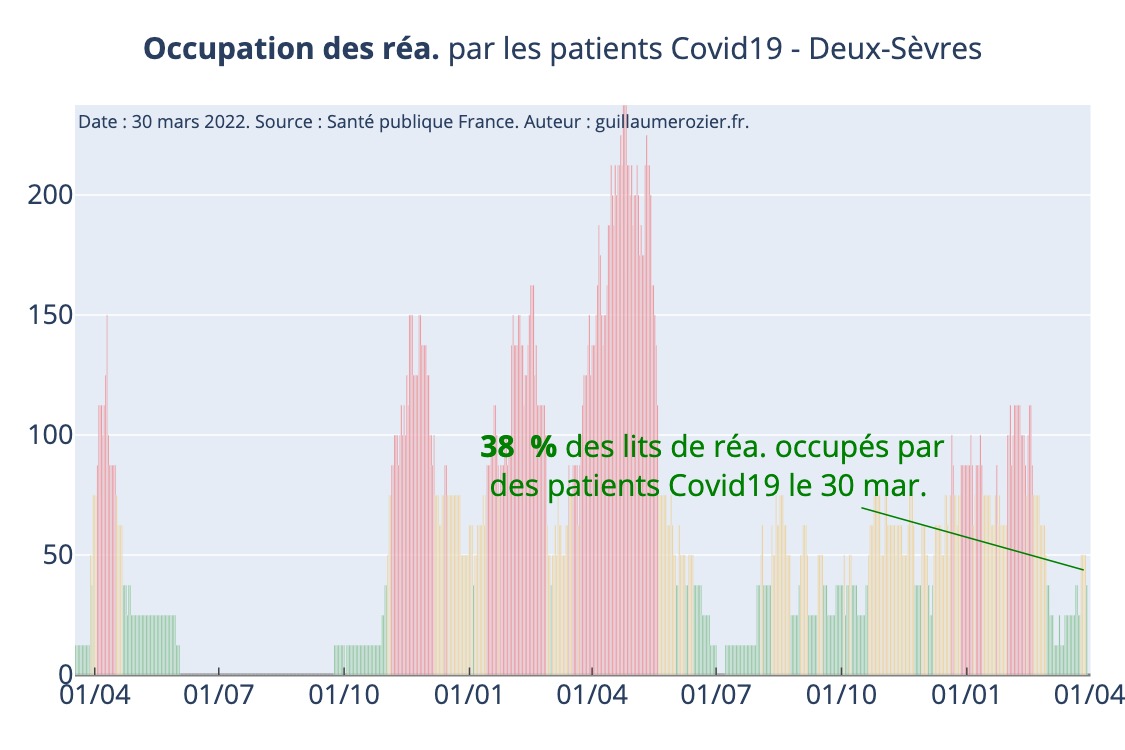 Occupation des réa. par les patients Covid19 - Deux-Sèvres
Date : 30 mars 2022. Source : Santé publique France. Auteur : guillaumerozier.fr.
200
150
100
38 % des lits de réa. occupés par
des patients Covid19 le 30 mar.
50
0
01/04 01/07 01/10 01/01 01/04 01/07 01/10 01/01 01/04